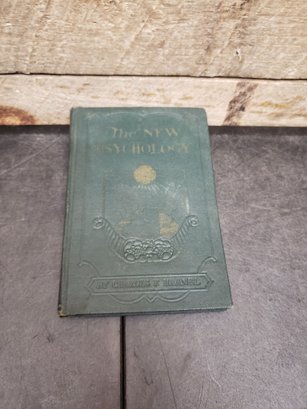 The NEW
PSYCHOLOGY
BY CHARLES F. HAANEL